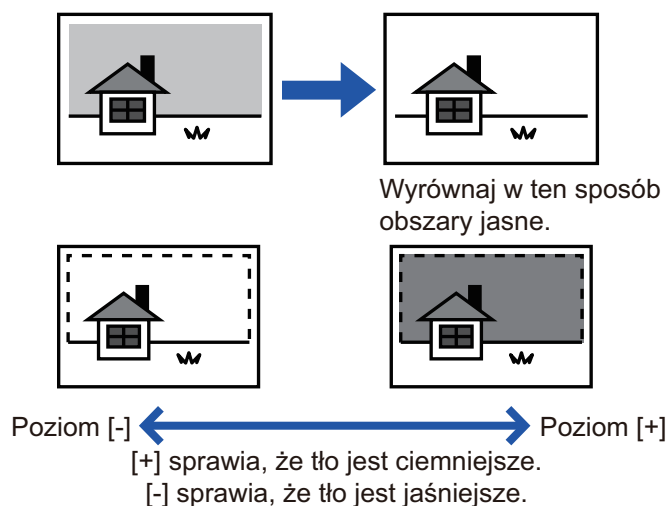 Wyrównaj w ten sposób
obszary jasne.
Poziom [-]
Poziom [+]
[+] sprawia, że tło jest ciemniejsze.
[-] sprawia, że tło jest jaśniejsze.